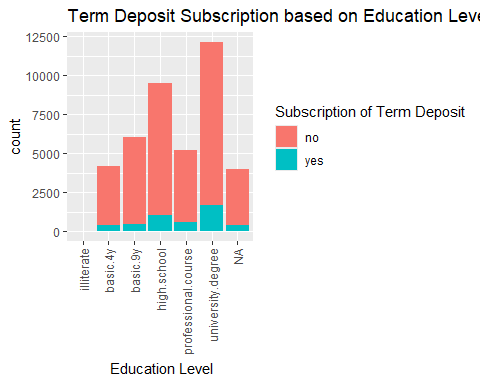 Term Deposit Subscription based on Education Leve
12500
10000
7500
5000
2500
0
count
illiterate
basic.4y
basic.9y
high.school
professional.course
university.degree
NA
Education Level
Subscription of Term Deposit
no
yes